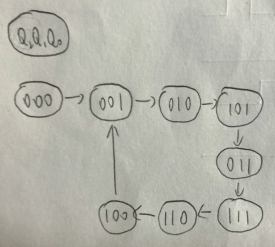 Q₂Q₁Q₀
000 → 001 → 010 → 101
011
100 ← 110 ← 111